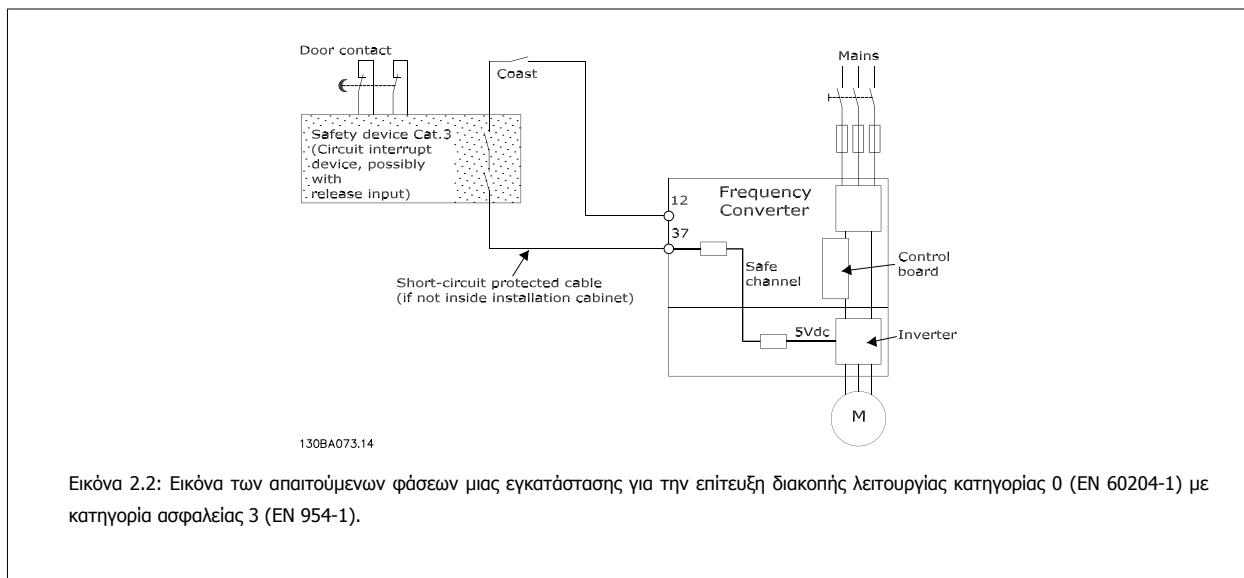 Door contact
Coast
Mains
Safety device Cat.3
(Circuit interrupt
device, possibly
with
release input)
12
Frequency
Converter
37
Safe
channel
Control
board
Short-circuit protected cable
(if not inside installation cabinet)
5Vdc
Inverter
M
130BA073.14
Εικόνα 2.2: Εικόνα των απαιτούμενων φάσεων μιας εγκατάστασης για την επίτευξη διακοπής λειτουργίας κατηγορίας 0 (EN 60204-1) με
κατηγορία ασφαλείας 3 (EN 954-1).